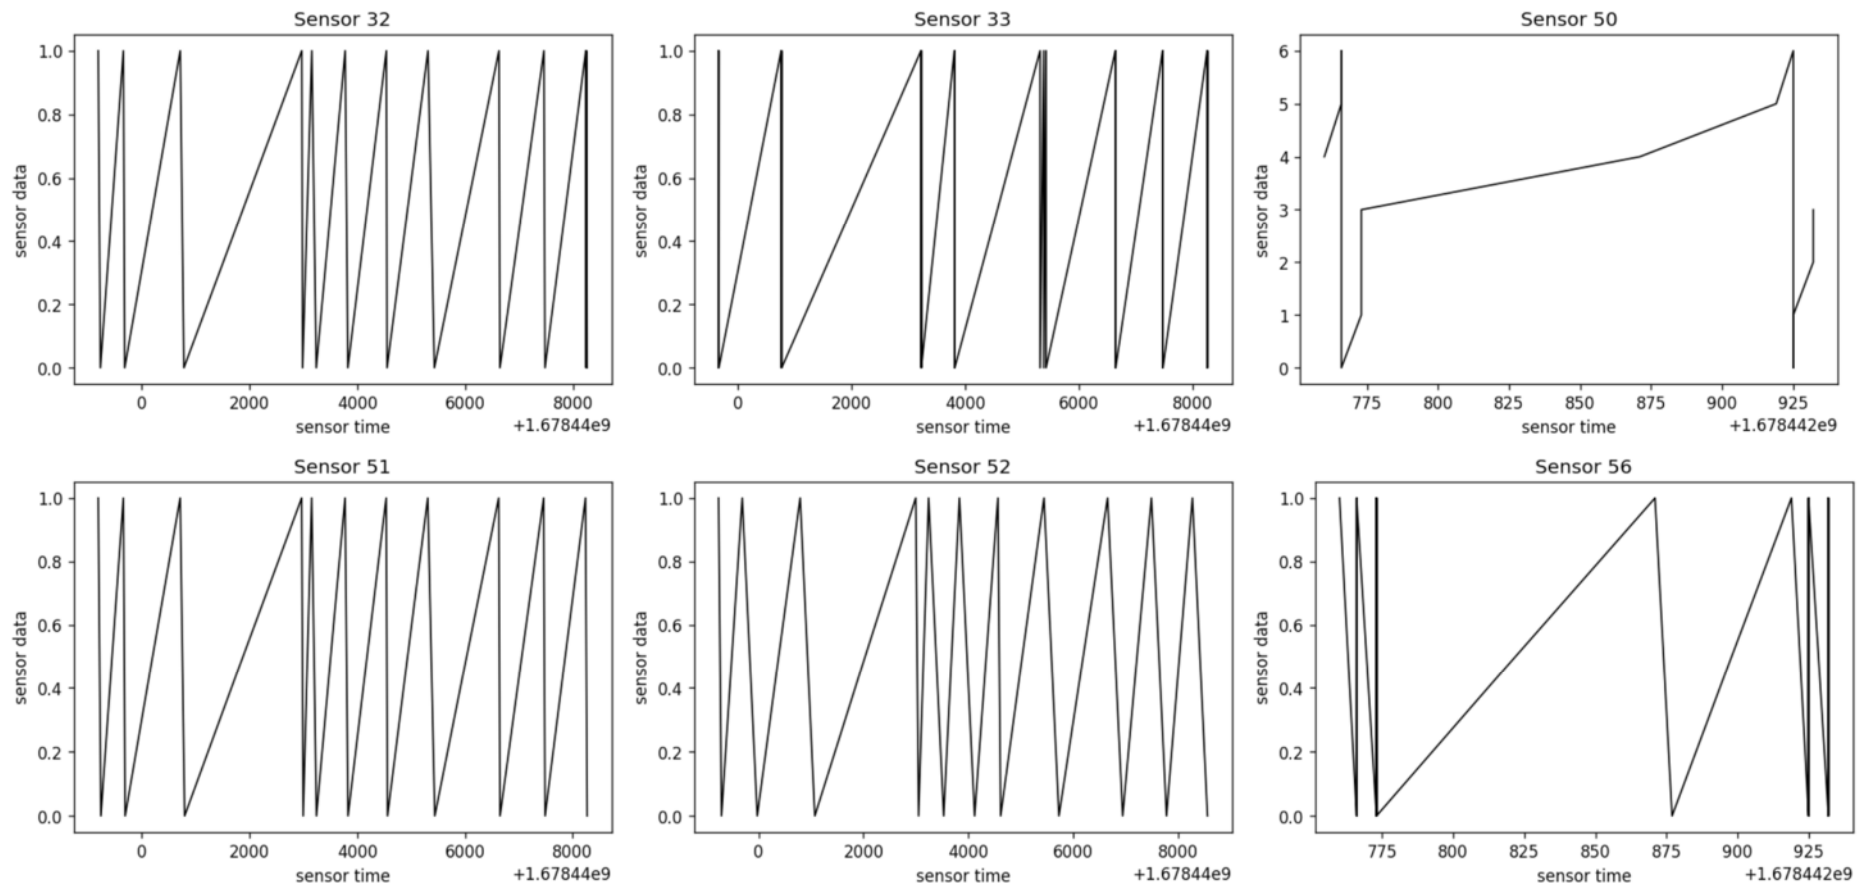 Sensor 32
1.0
0.8
0.6
0.4
0.2
0.0
sensor data
0 2000 4000 6000 8000
sensor time
+1.67844e9
Sensor 33
1.0
0.8
0.6
0.4
0.2
0.0
sensor data
0 2000 4000 6000 8000
sensor time
+1.67844e9
Sensor 50
6
5
4
3
2
1
0
sensor data
775 800 825 850 875 900 925
sensor time
+1.678442e9
Sensor 51
1.0
0.8
0.6
0.4
0.2
0.0
sensor data
0 2000 4000 6000 8000
sensor time
+1.67844e9
Sensor 52
1.0
0.8
0.6
0.4
0.2
0.0
sensor data
0 2000 4000 6000 8000
sensor time
+1.67844e9
Sensor 56
1.0
0.8
0.6
0.4
0.2
0.0
sensor data
775 800 825 850 875 900 925
sensor time
+1.678442e9